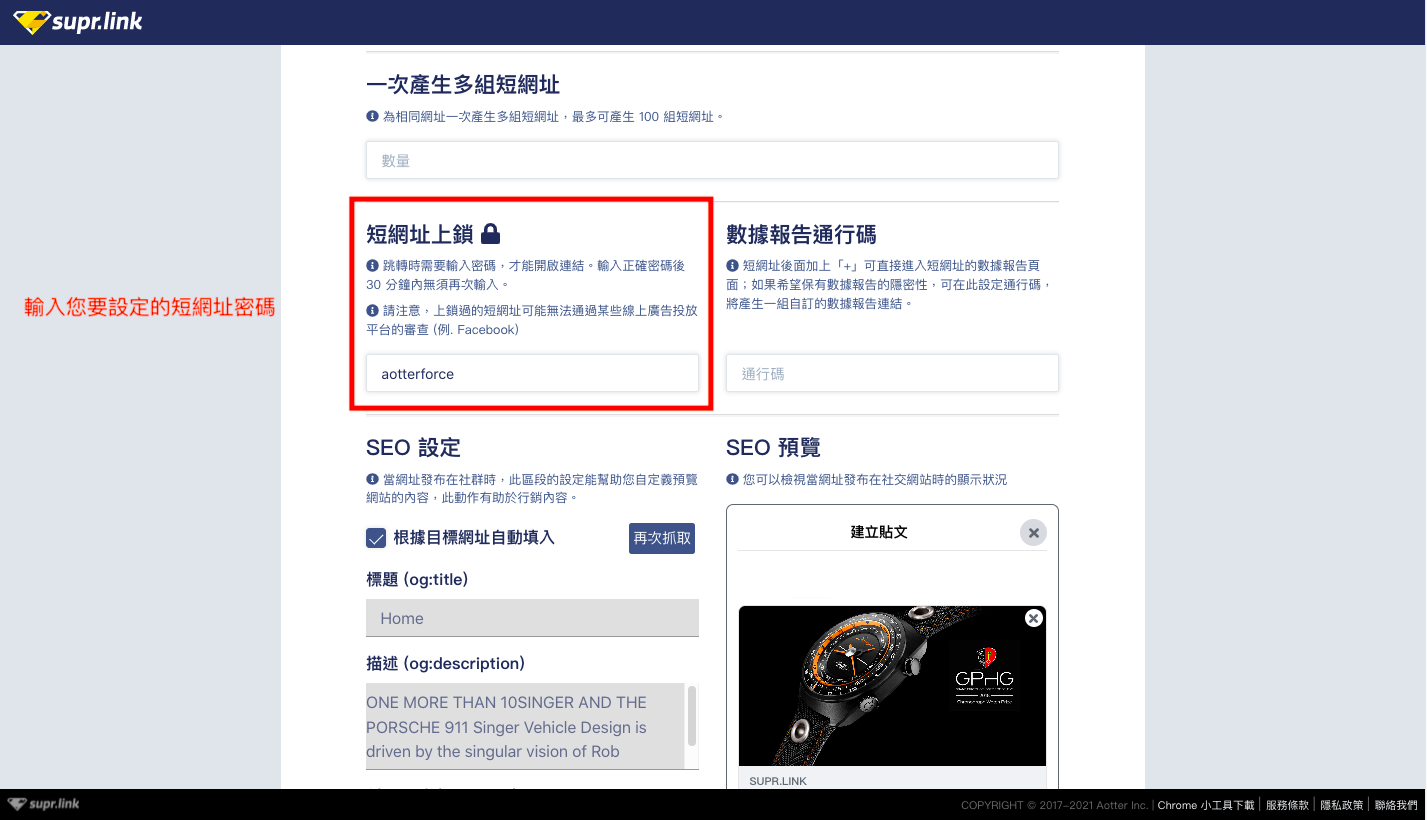 supr.link
一次產生多組短網址
為相同網址一次產生多組短網址，最多可產生 100 組短網址。
數量
短網址上鎖
跳轉時需要輸入密碼，才能開啟連結。輸入正確密碼後
30 分鐘內無須再次輸入。
請注意，上鎖過的短網址可能無法通過某些線上廣告投放
平台的審查 (例. Facebook)
aotterforce
輸入您要設定的短網址密碼
數據報告通行碼
短網址後面加上「+」可直接進入短網址的數據報告頁
面；如果希望保有數據報告的隱密性，可在此設定通行碼，
將產生一組自訂的數據報告連結。
通行碼
SEO 設定
當網址發布在社群時，此區段的設定能幫助您自定義預覽
網站的內容，此動作有助於行銷內容。
根據目標網址自動填入
再次抓取
標題 (og:title)
Home
描述 (og:description)
ONE MORE THAN 10SINGER AND THE
PORSCHE 911 Singer Vehicle Design is
driven by the singular vision of Rob
SEO 預覽
您可以檢視當網址發布在社交網站時的顯示狀況
建立貼文
GPHG
SUPR.LINK
supr.link
COPYRIGHT © 2017-2021 Aotter Inc. | Chrome 小工具下載 | 服務條款 | 隱私政策 | 聯絡我們